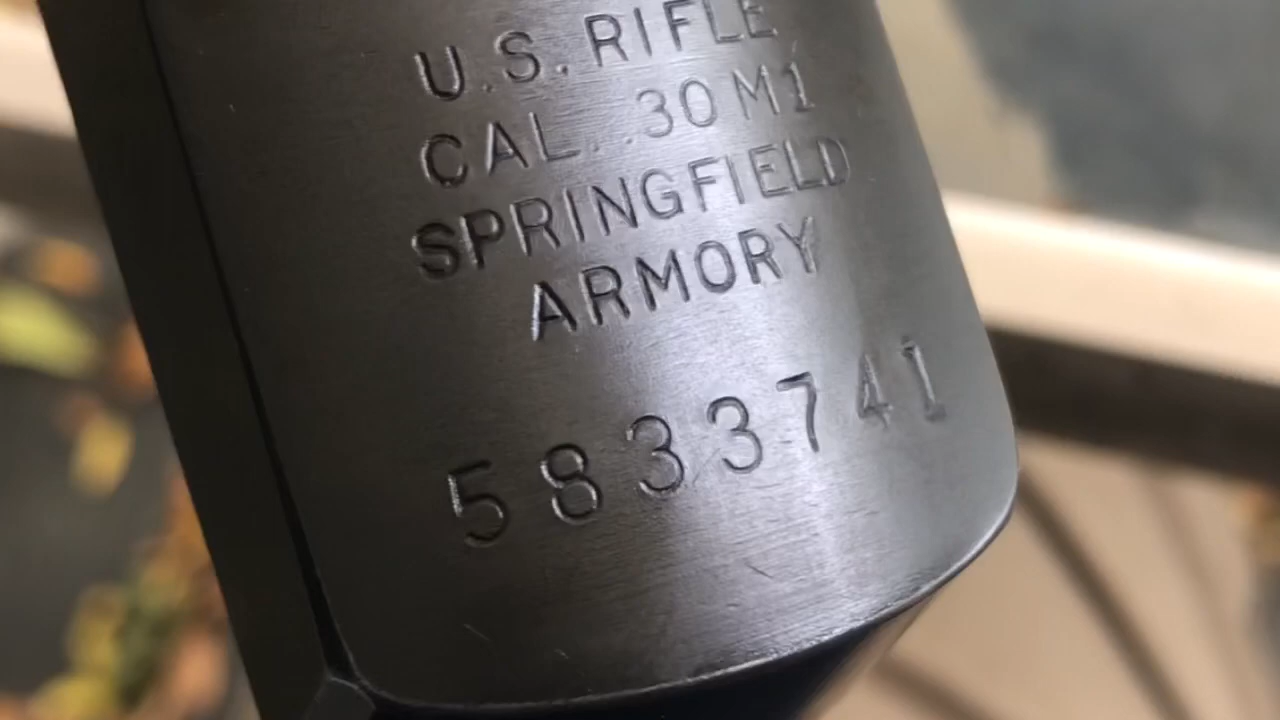 U.S. RIFLE
CAL. .30 M1
SPRINGFIELD
ARMORY
5833741